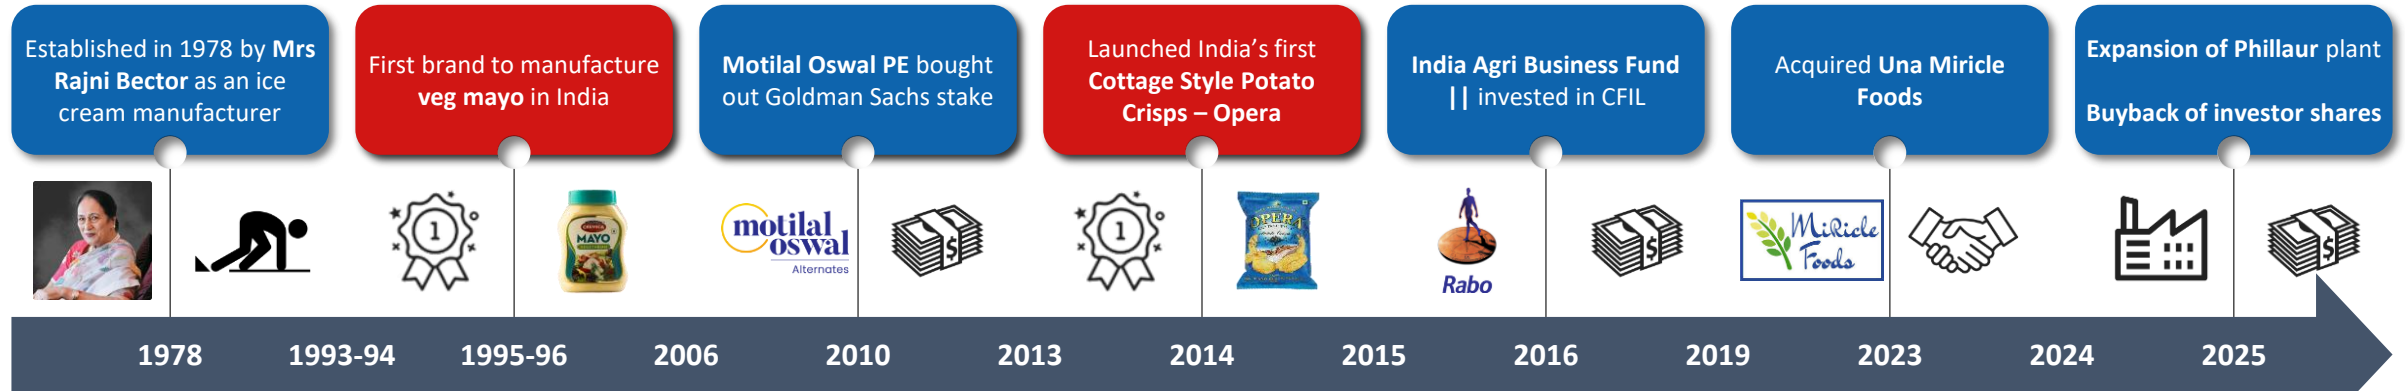 Established in 1978 by Mrs
Rajni Bector as an ice
cream manufacturer
First brand to manufacture
veg mayo in India
Motilal Oswal PE bought
out Goldman Sachs stake
Launched India's first
Cottage Style Potato
Crisps – Opera
India Agri Business Fund
|| invested in CFIL
Acquired Una Miricle
Foods
Expansion of Phillaur plant
Buyback of investor shares
1
MAYO
motilal
oswal
Alternates
$
1
OPERA
Rabo
$
MiRicle
Foods
$
1978
1993-94
1995-96
2006
2010
2013
2014
2015
2016
2019
2023
2024
2025